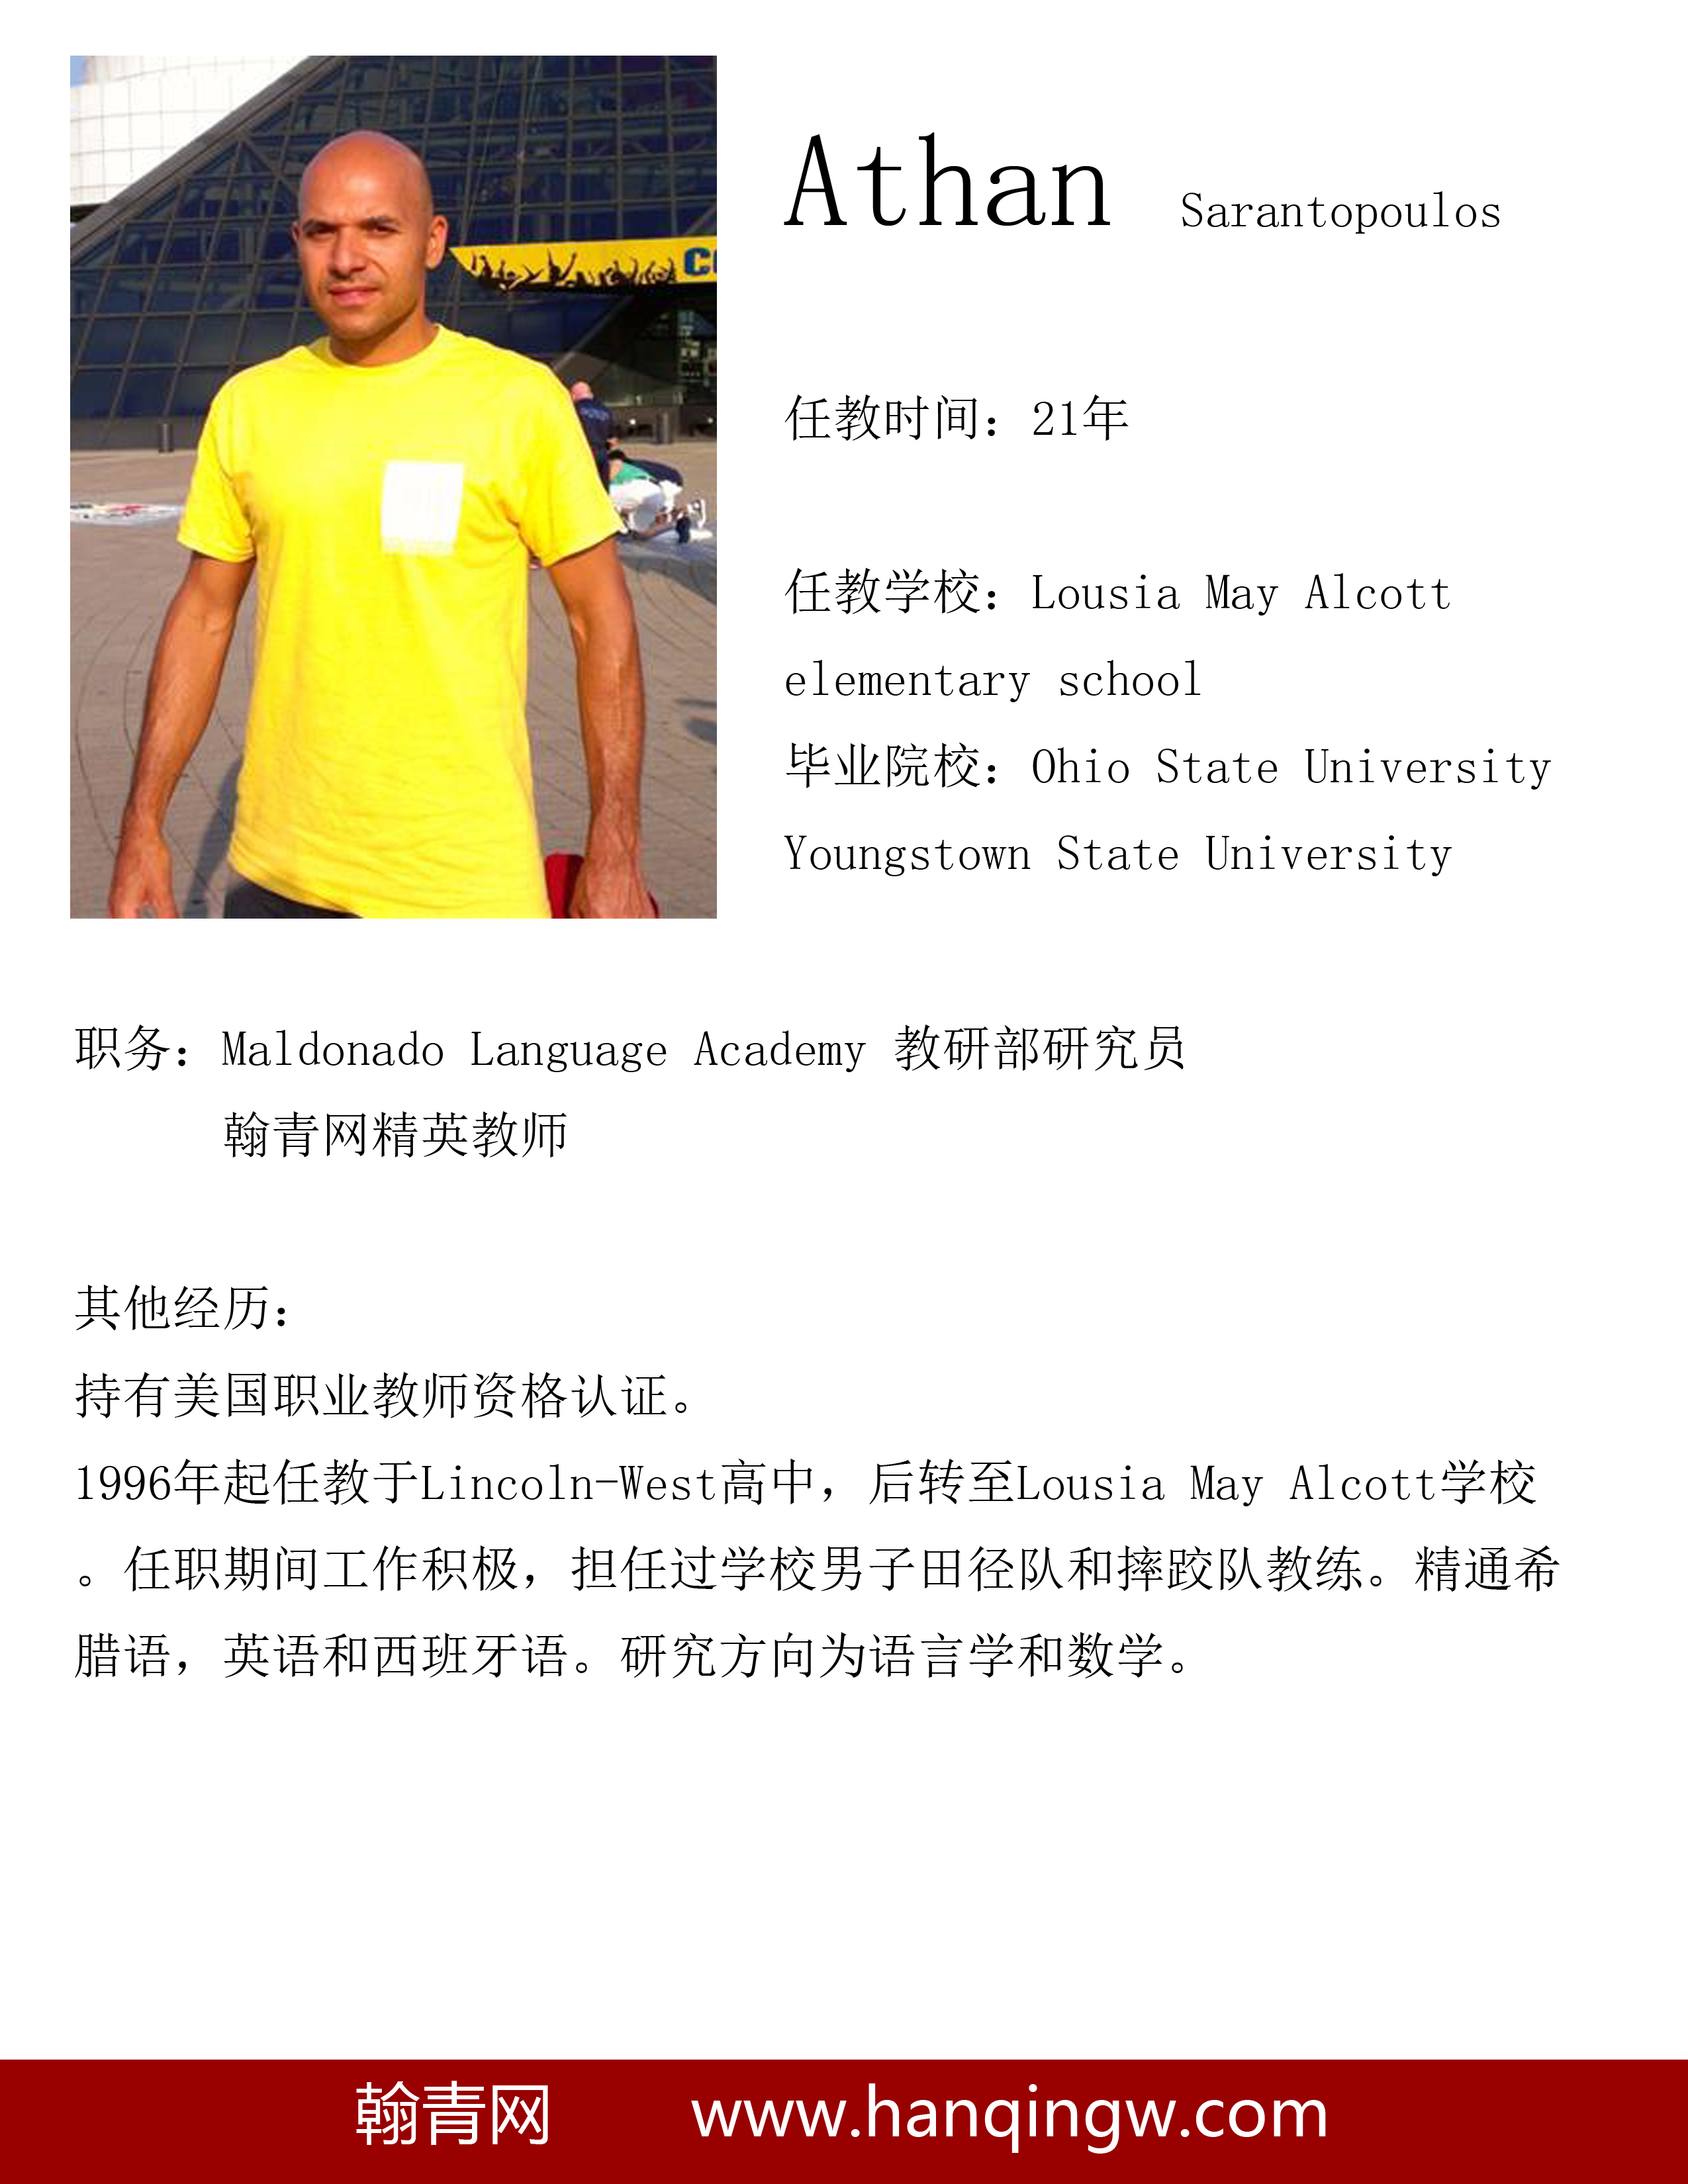 Athan Sarantopoulos
任教时间：21年
任教学校：Lousia May Alcott
elementary school
毕业院校：Ohio State University
Youngstown State University
职务：Maldonado Language Academy 教研部研究员
翰青网精英教师
其他经历：
持有美国职业教师资格认证。
1996年起任教于Lincoln-West高中，后转至Lousia May Alcott学校
。任职期间工作积极，担任过学校男子田径队和摔跤队教练。精通希
腊语，英语和西班牙语。研究方向为语言学和数学。
翰青网 www.hanqingw.com